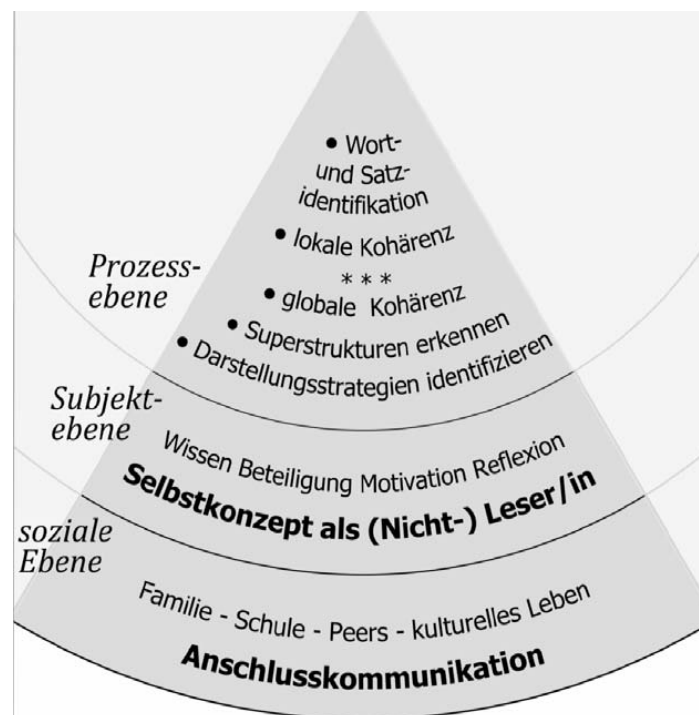 • Wort-
und Satz-
identifikation
• lokale Kohärenz
* * *
• globale Kohärenz
• Superstrukturen erkennen
• Darstellungsstrategien identifizieren
Prozess-
ebene
Subjekt-
ebene
Wissen Beteiligung Motivation Reflexion
Selbstkonzept als (Nicht-) Leser/in
soziale
Ebene
Familie - Schule - Peers - kulturelles Leben
Anschlusskommunikation